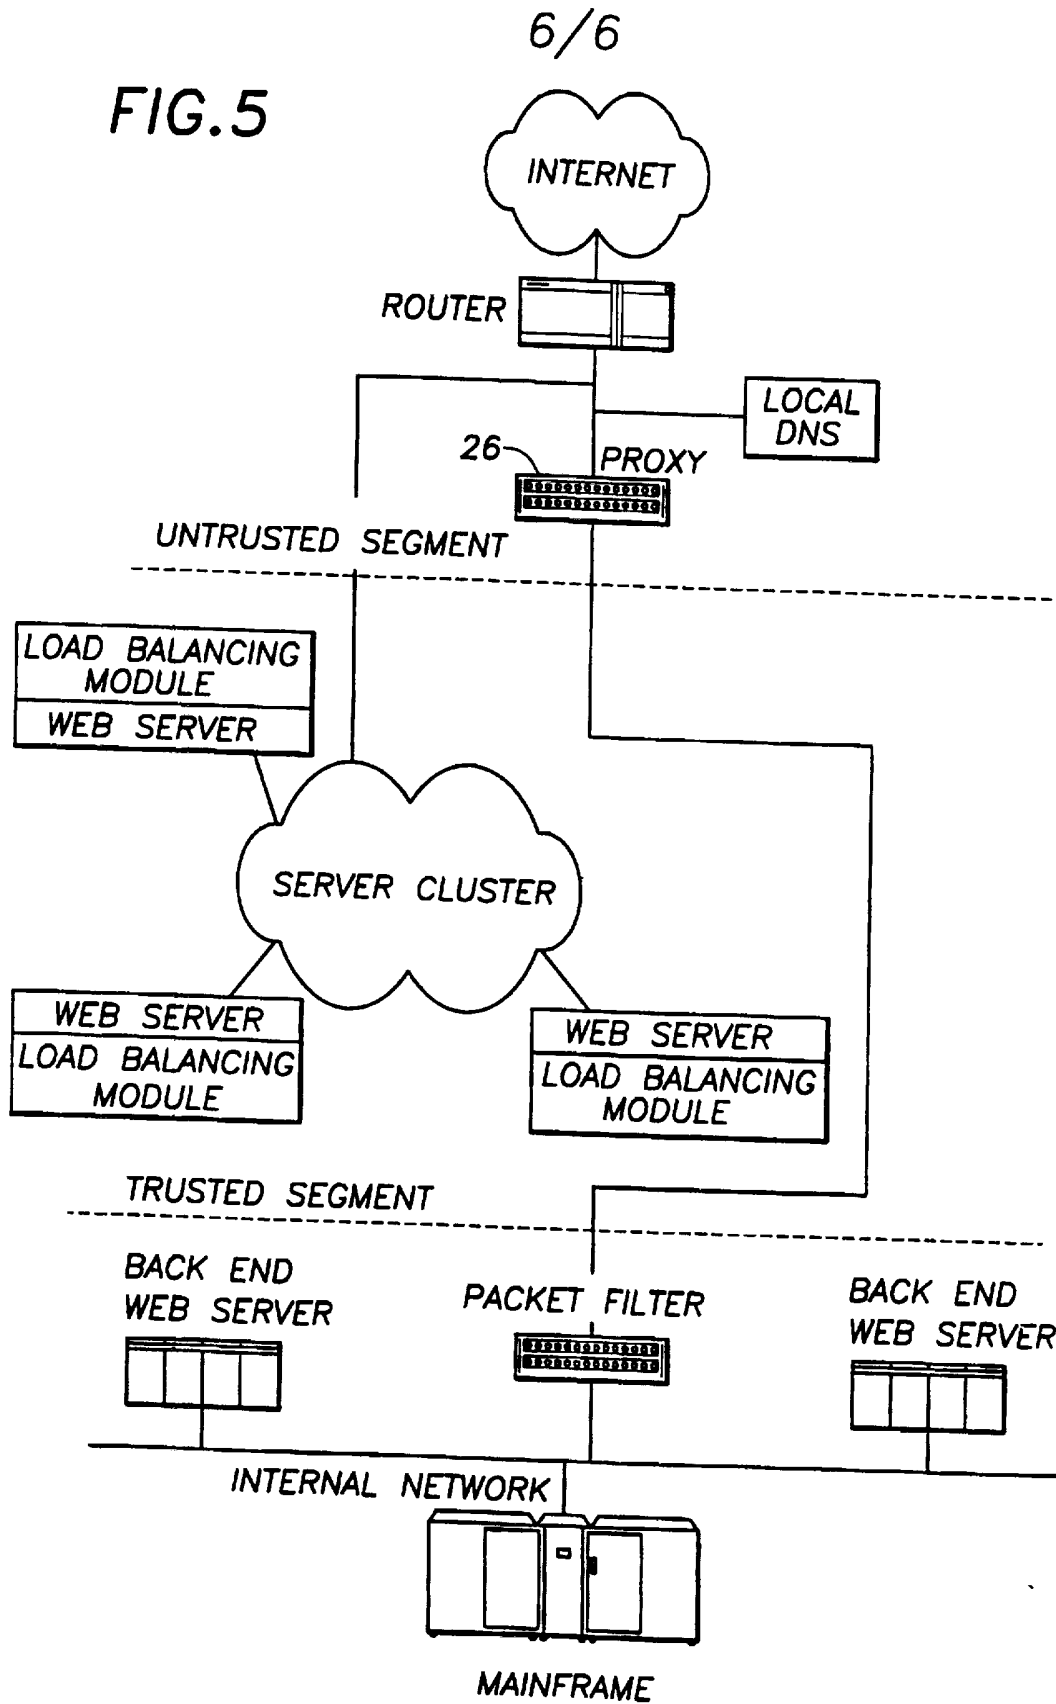 6/6
FIG.5
INTERNET
ROUTER
LOCAL
DNS
26
PROXY
UNTRUSTED SEGMENT
LOAD BALANCING
MODULE
WEB SERVER
SERVER CLUSTER
WEB SERVER
LOAD BALANCING
MODULE
WEB SERVER
LOAD BALANCING
MODULE
TRUSTED SEGMENT
BACK END
WEB SERVER
PACKET FILTER
BACK END
WEB SERVER
INTERNAL NETWORK
MAINFRAME